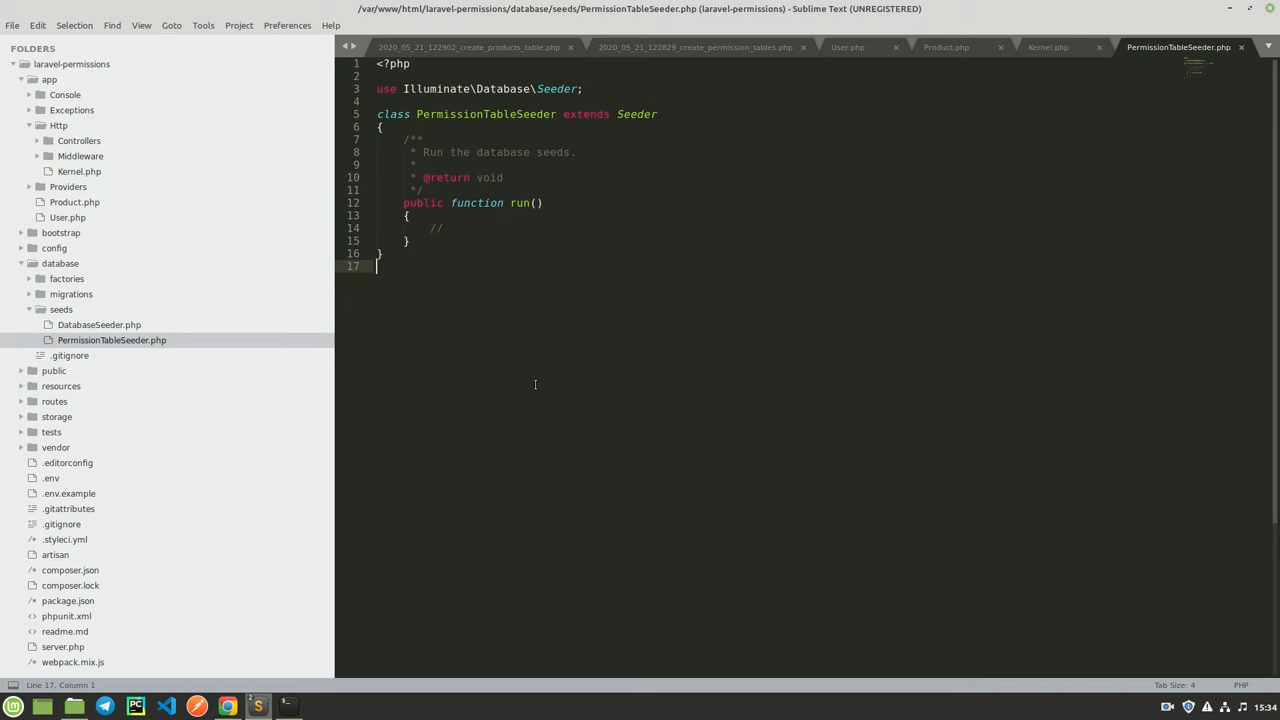 /var/www/html/laravel-permissions/database/seeds/PermissionTableSeeder.php (laravel-permissions) - Sublime Text (UNREGISTERED)
File Edit Selection Find View Goto Tools Project Preferences Help
FOLDERS
laravel-permissions
app
Console
Exceptions
Http
Controllers
Middleware
Kernel.php
Providers
Product.php
User.php
bootstrap
config
database
factories
migrations
seeds
DatabaseSeeder.php
PermissionTableSeeder.php
.gitignore
public
resources
routes
storage
tests
vendor
.editorconfig
.env
.env.example
.gitattributes
.gitignore
.styleci.yml
artisan
composer.json
composer.lock
package.json
phpunit.xml
readme.md
server.php
webpack.mix.js
2020_05_21_122902_create_products_table.php 2020_05_21_122829_create_permission_tables.php User.php Product.php Kernel.php PermissionTableSeeder.php
1 <?php
2
3 use Illuminate\Database\Seeder;
4
5 class PermissionTableSeeder extends Seeder
6 {
7 /**
8 * Run the database seeds.
9 *
10 * @return void
11 */
12 public function run()
13 {
14 //
15 }
16 }
17
Line 17, Column 1 Tab Size: 4 PHP
15:34